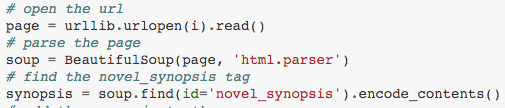 # open the url
page = urllib.urlopen(i).read()
# parse the page
soup = BeautifulSoup(page, 'html.parser')
# find the novel_synopsis tag
synopsis = soup.find(id='novel_synopsis').encode_contents()